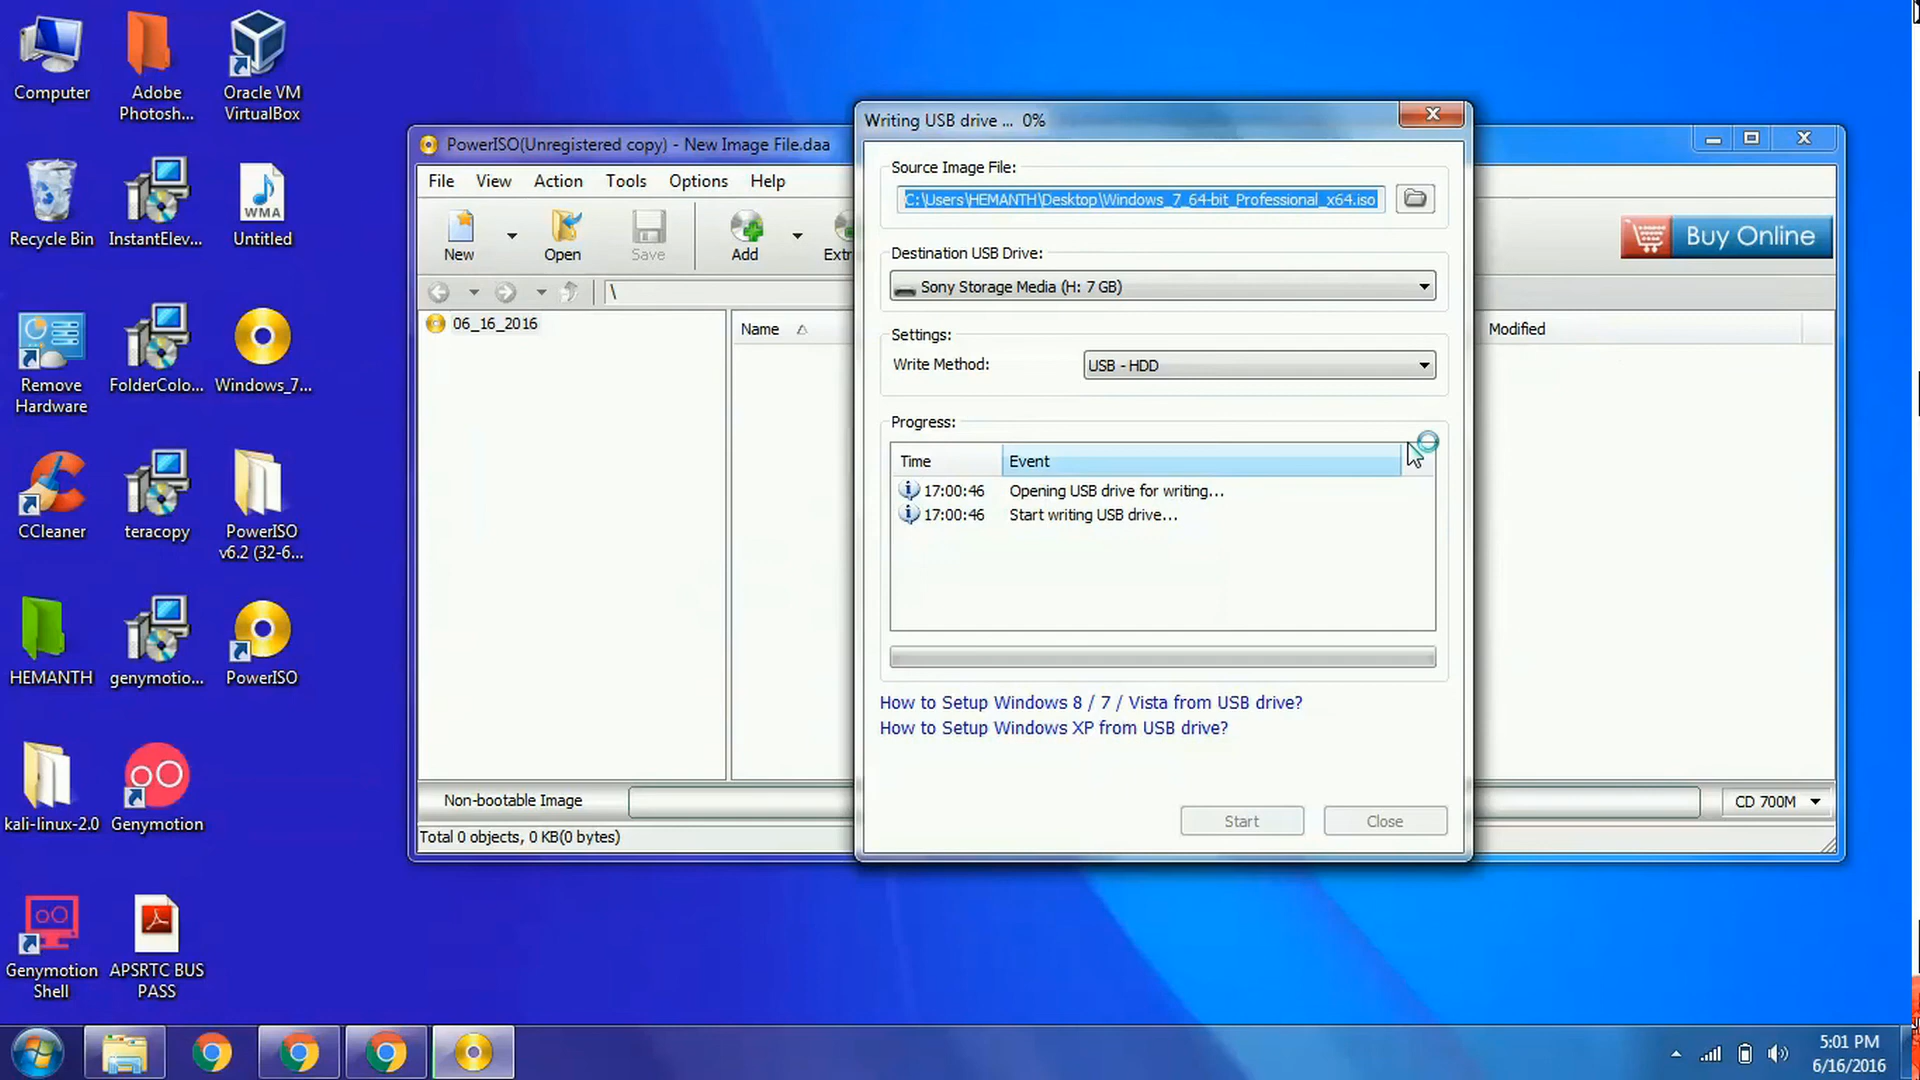 Computer
Adobe
Photosh...
Oracle VM
VirtualBox
Recycle Bin
InstantElev...
WMA
Untitled
Remove
Hardware
FolderColo...
Windows_7...
CCleaner
teracopy
PowerISO
v6.2 (32-6...
HEMANTH
genymotio...
PowerISO
kali-linux-2.0
Genymotion
Genymotion
Shell
APSRTC BUS
PASS
PowerISO(Unregistered copy) - New Image File.daa
File View Action Tools Options Help
New
Open
Save
Add
Extr
Buy Online
\
06_16_2016
Name
Modified
Non-bootable Image
CD 700M
Total 0 objects, 0 KB(0 bytes)
Writing USB drive ... 0%
Source Image File:
C:\Users\HEMANTH\Desktop\Windows_7_64-bit_Professional_x64.iso
Destination USB Drive:
Sony Storage Media (H: 7 GB)
Settings:
Write Method:
USB - HDD
Progress:
Time Event
17:00:46 Opening USB drive for writing...
17:00:46 Start writing USB drive...
How to Setup Windows 8 / 7 / Vista from USB drive?
How to Setup Windows XP from USB drive?
Start
Close
5:01 PM
6/16/2016